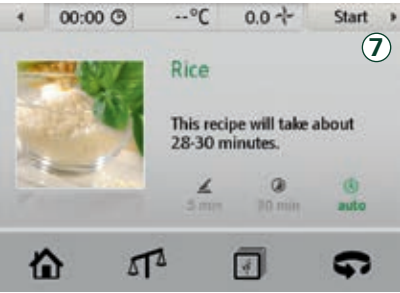 00:00 --°C 0.0 Start
7
Rice
This recipe will take about
28-30 minutes.
5 min 30 min auto